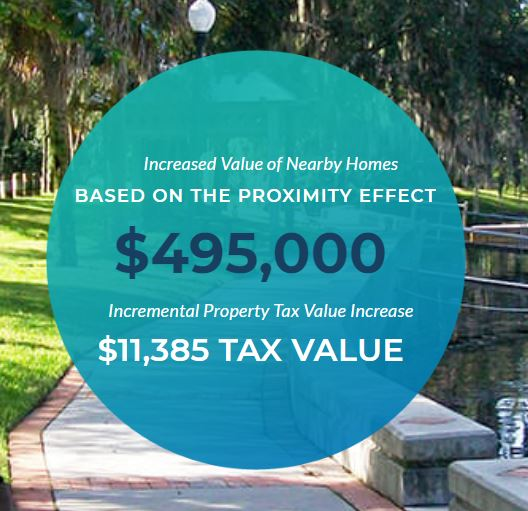 Increased Value of Nearby Homes
BASED ON THE PROXIMITY EFFECT
$495,000
Incremental Property Tax Value Increase
$11,385 TAX VALUE